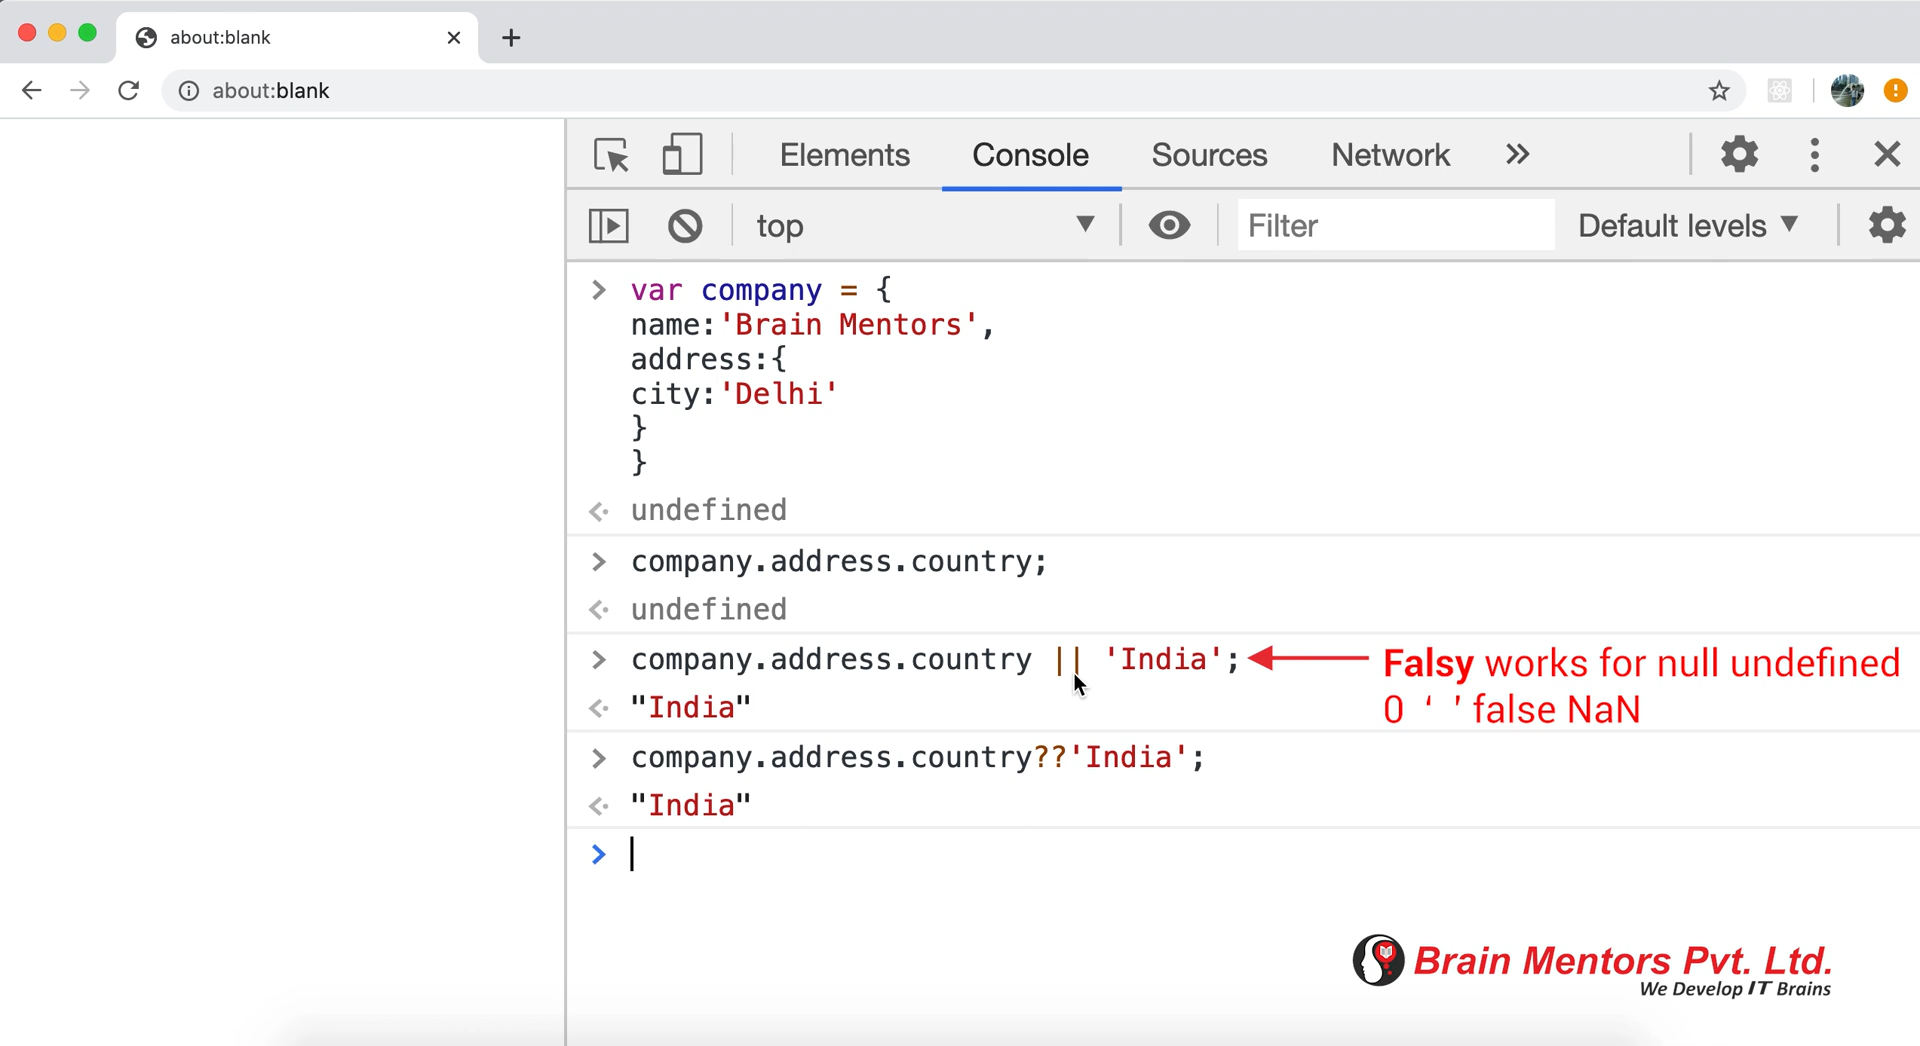 about:blank
about:blank
Elements Console Sources Network
top Filter Default levels
var company = {
name:'Brain Mentors',
address:{
city:'Delhi'
}
}
undefined
company.address.country;
undefined
company.address.country || 'India';
Falsy works for null undefined
0 ‘ ’ false NaN
"India"
company.address.country??'India';
"India"
Brain Mentors Pvt. Ltd.
We Develop IT Brains